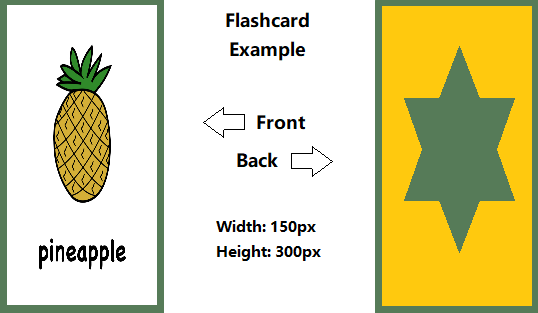 Flashcard
Example
Front
Back
Width: 150px
Height: 300px
pineapple